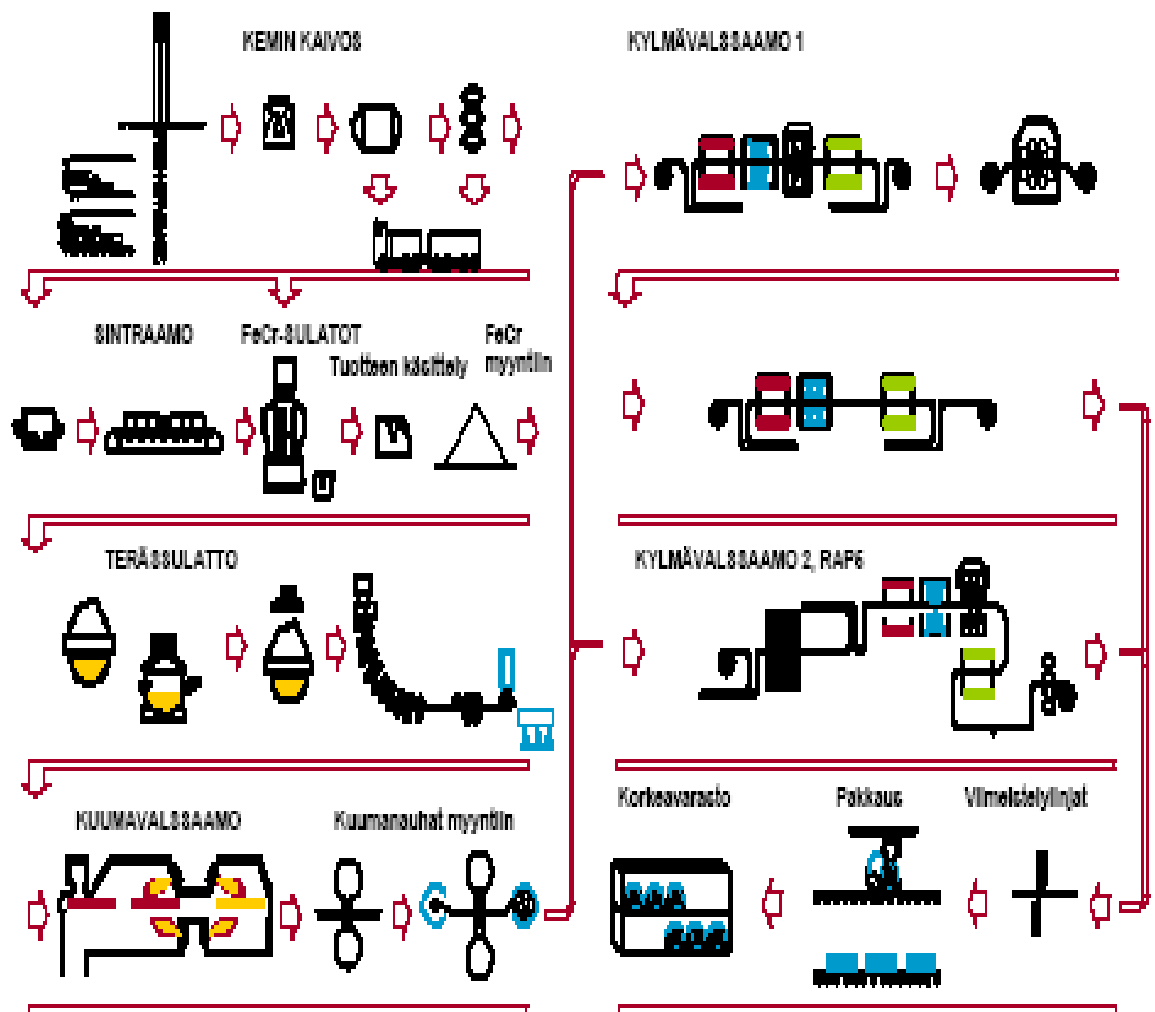 KEMIN KAIVOS
KYLMÄVALSSAAMO 1
SINTRAAMO
FeCr-SULATOT
Tuotteen käsittely
FeCr
myyntiin
TERÄSSULATTO
KYLMÄVALSSAAMO 2, RAP5
KUUMAVALSSAAMO
Kuumanauhat myyntiin
Korkeavarasto
Pakkaus
Viimeistelylinjat